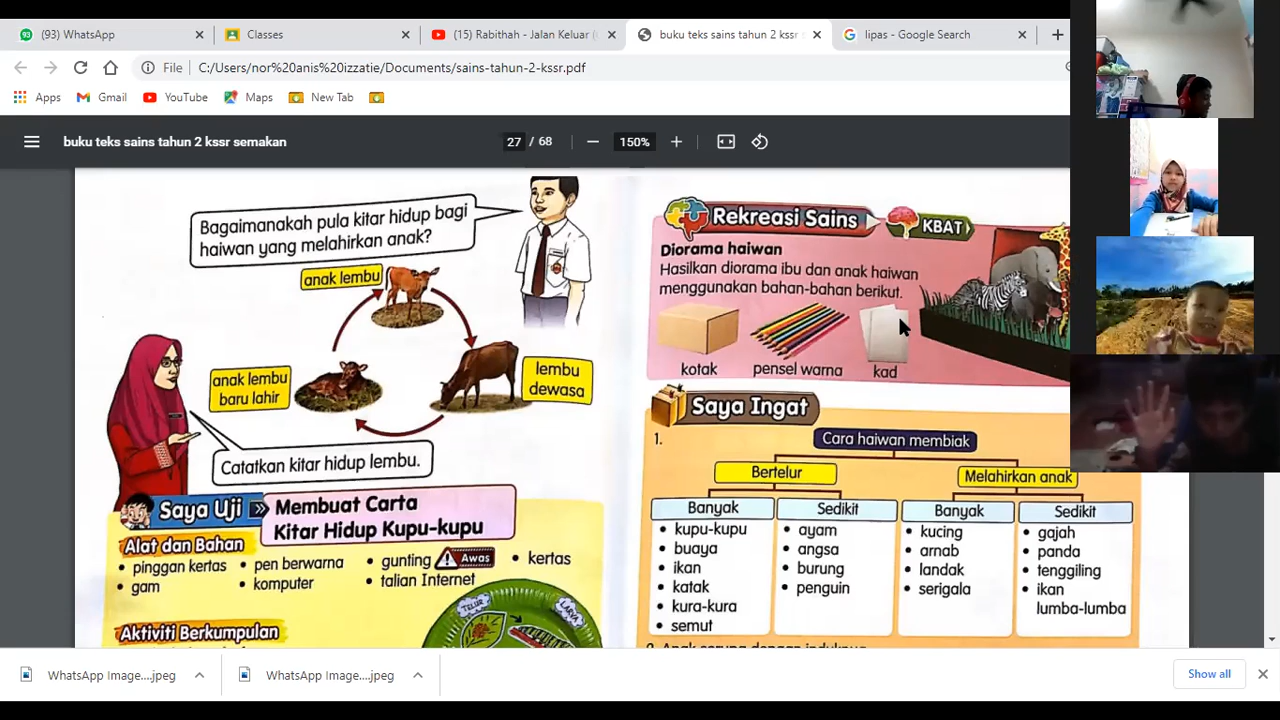 (93) WhatsApp
Classes
(15) Rabithah - Jalan Keluar (
buku teks sains tahun 2 kssr s
lipas - Google Search
File
C:/Users/nor%20anis%20izzatie/Documents/sains-tahun-2-kssr.pdf
Apps
Gmail
YouTube
Maps
New Tab
buku teks sains tahun 2 kssr semakan
27 / 68
150%
Bagaimanakah pula kitar hidup bagi
haiwan yang melahirkan anak?
anak lembu
anak lembu
baru lahir
lembu
dewasa
Catatkan kitar hidup lembu.
Saya Uji
Membuat Carta
Kitar Hidup Kupu-kupu
Alat dan Bahan
• pinggan kertas
• pen berwarna
• gunting
Awas
• kertas
• gam
• komputer
• talian Internet
Aktiviti Berkumpulan
TELUR
LARVA
Rekreasi Sains
KBAT
Diorama haiwan
Hasilkan diorama ibu dan anak haiwan
menggunakan bahan-bahan berikut.
kotak
pensel warna
kad
Saya Ingat
1.
Cara haiwan membiak
Bertelur
Melahirkan anak
Banyak
• kupu-kupu
• buaya
• ikan
• katak
• kura-kura
• semut
Sedikit
• ayam
• angsa
• burung
• penguin
Banyak
• kucing
• arnab
• landak
• serigala
Sedikit
• gajah
• panda
• tenggiling
• ikan
lumba-lumba
2. Anak serupa dengan induknya
WhatsApp Image....jpeg
WhatsApp Image....jpeg
Show all